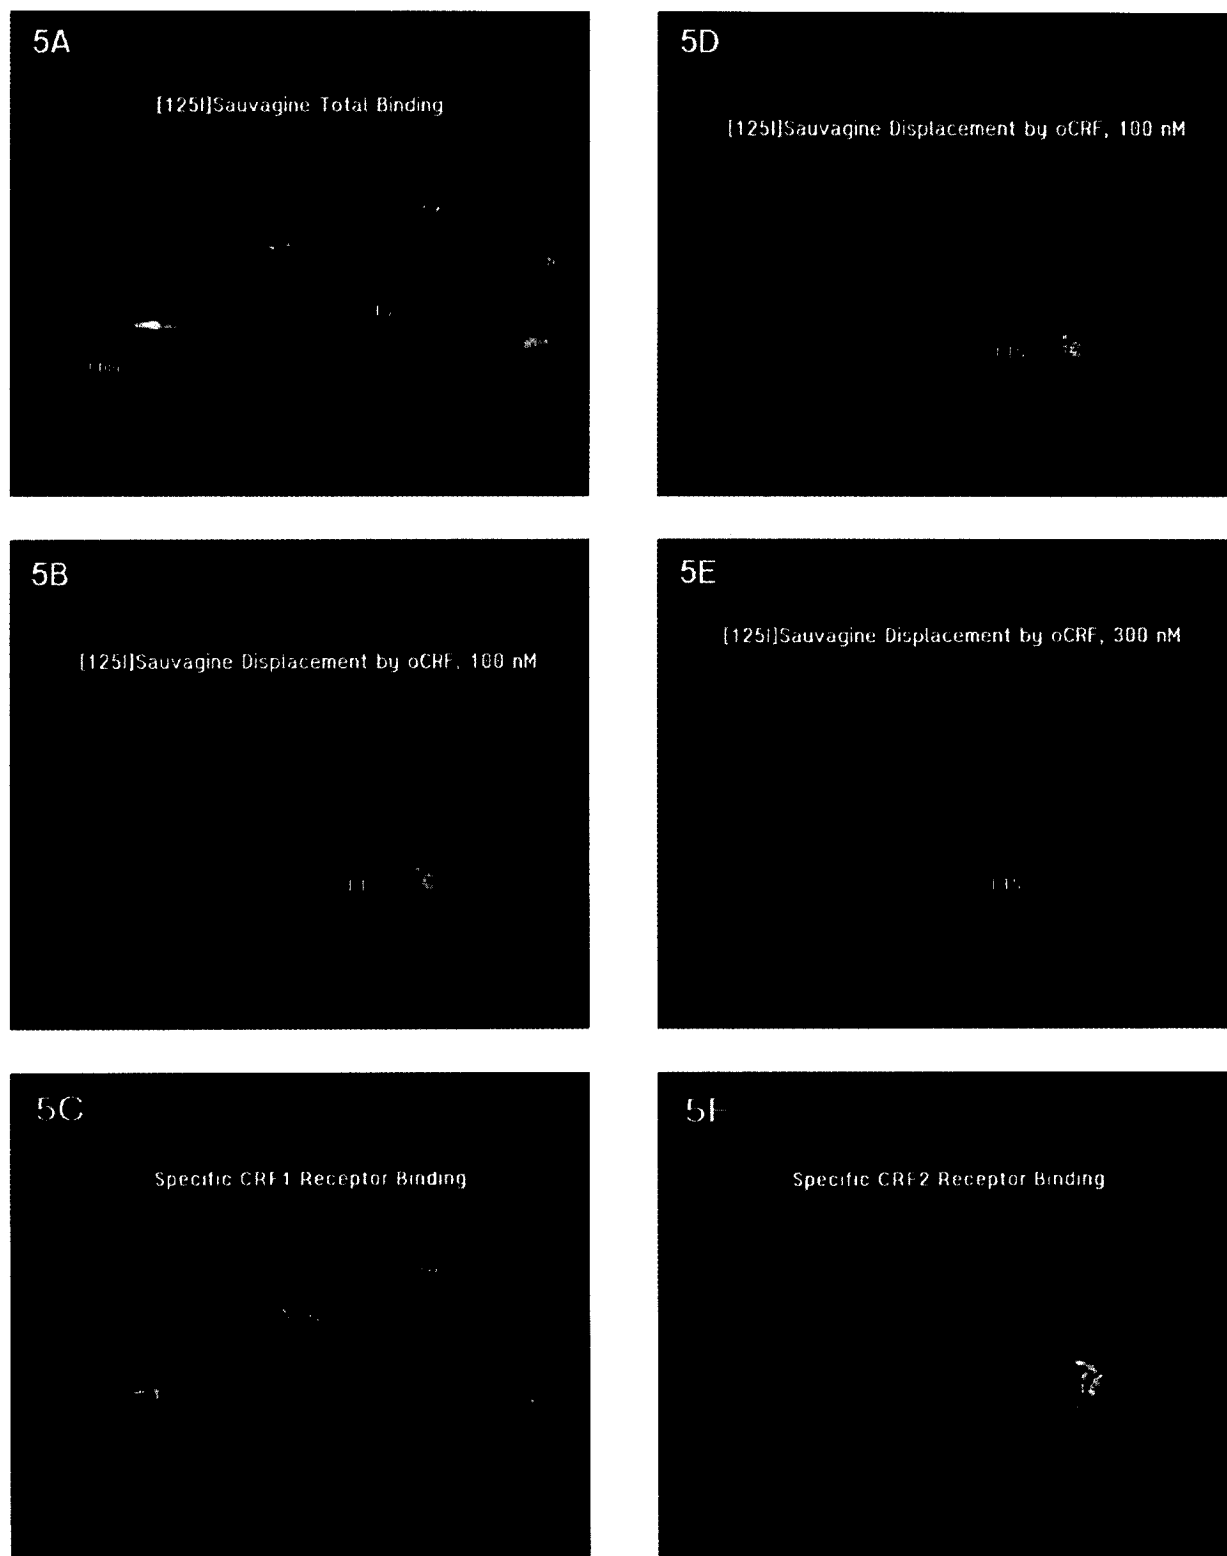 5A
[125I]Sauvagine Total Binding
5B
[125I]Sauvagine Displacement by oCRF, 100 nM
5C
Specific CRF1 Receptor Binding
5D
[125I]Sauvagine Displacement by oCRF, 100 nM
5E
[125I]Sauvagine Displacement by oCRF, 300 nM
5F
Specific CRF2 Receptor Binding